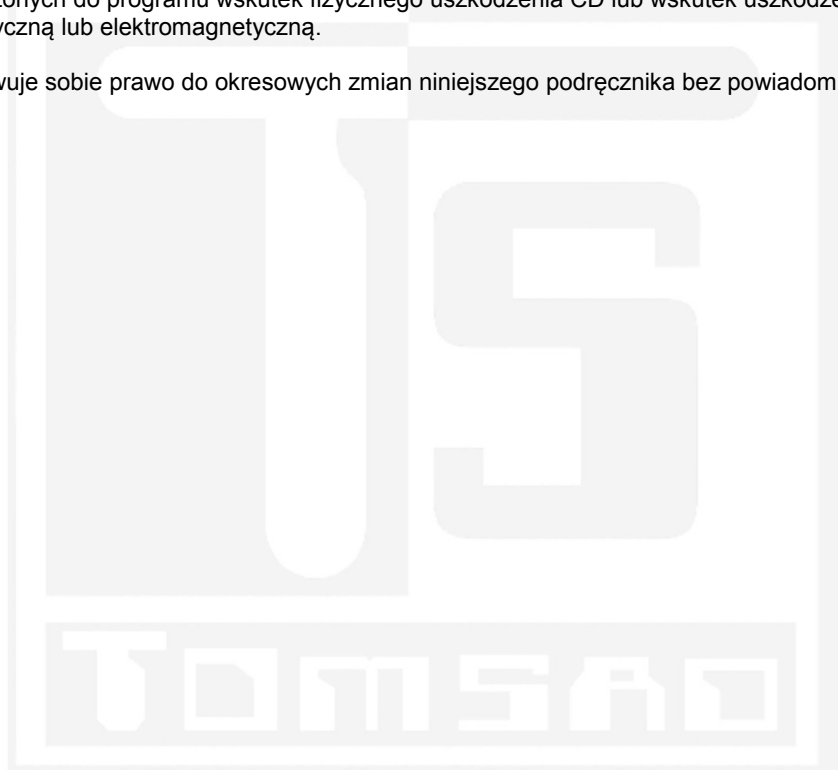 żonych do programu wskutek fizycznego uszkodzenia CD lub wskutek uszkodze
yczną lub elektromagnetyczną.
wuje sobie prawo do okresowych zmian niniejszego podręcznika bez powiadom
TS
TOMSAD